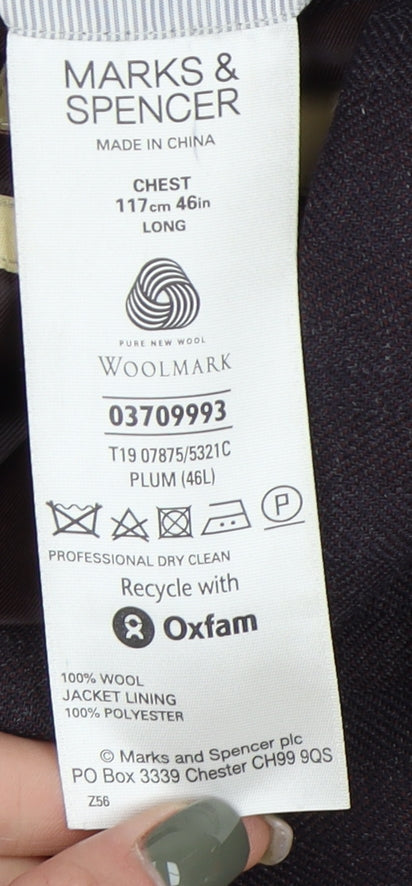 MARKS &
SPENCER
MADE IN CHINA
CHEST
117cm 46in
LONG
PURE NEW WOOL
WOOLMARK
03709993
T19 07875/5321C
PLUM (46L)
P
PROFESSIONAL DRY CLEAN
Recycle with
Oxfam
100% WOOL
JACKET LINING
100% POLYESTER
© Marks and Spencer plc
PO Box 3339 Chester CH99 9QS
Z56